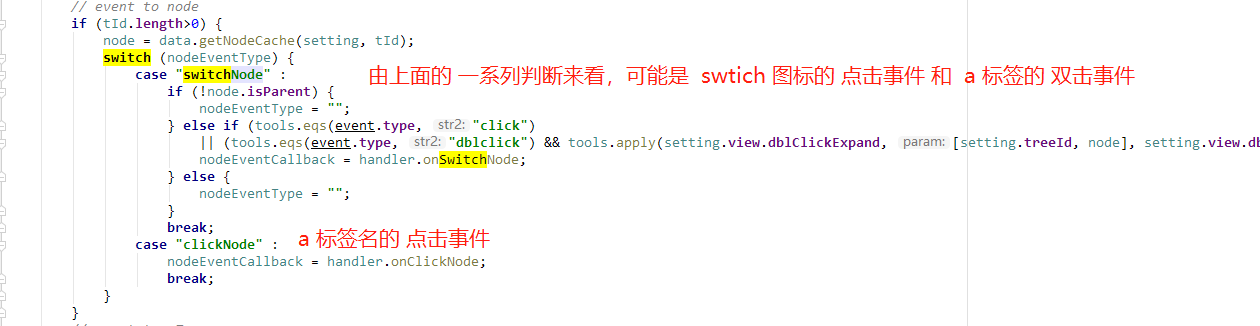 // event to node
if (tId.length>0) {
node = data.getNodeCache(setting, tId);
switch (nodeEventType) {
case "switchNode" : 由上面的 一系列判断来看，可能是 swtich 图标的 点击事件 和 a 标签的 双击事件
if (!node.isParent) {
nodeEventType = "";
} else if (tools.eqs(event.type, str2: "click")
|| (tools.eqs(event.type, str2: "dblclick") && tools.apply(setting.view.dblClickExpand, param: [setting.treeId, node], setting.view.db
nodeEventCallback = handler.onSwitchNode;
} else {
nodeEventType = "";
}
break;
case "clickNode" : a 标签名的 点击事件
nodeEventCallback = handler.onClickNode;
break;
}
}